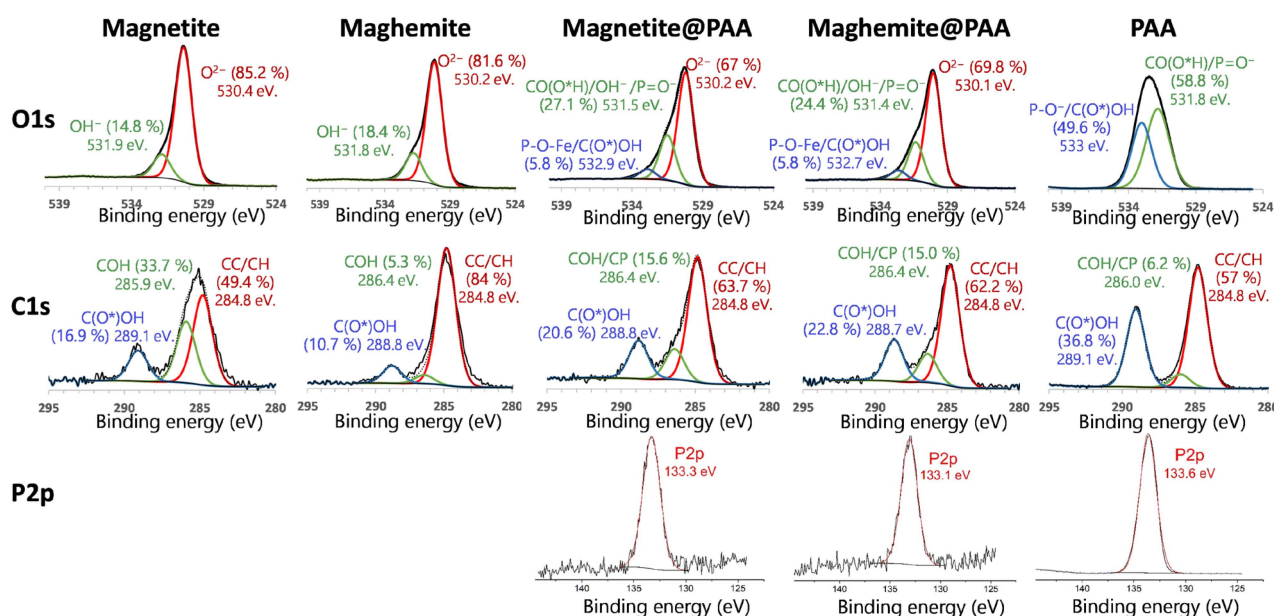 Magnetite
Maghemite
Magnetite@PAA
Maghemite@PAA
PAA
O1s
O²⁻ (85.2 %)
530.4 eV.
OH⁻ (14.8 %)
531.9 eV.
539
534
529
524
Binding energy (eV)
O²⁻ (81.6 %)
530.2 eV.
OH⁻ (18.4 %)
531.8 eV.
539
534
529
524
Binding energy (eV)
O²⁻ (67 %)
530.2 eV.
CO(O*H)/OH⁻/P=O⁻
(27.1 %) 531.5 eV.
P-O-Fe/C(O*)OH
(5.8 %) 532.9 eV.
539
534
529
524
Binding energy (eV)
O²⁻ (69.8 %)
530.1 eV.
CO(O*H)/OH⁻/P=O⁻
(24.4 %) 531.4 eV.
P-O-Fe/C(O*)OH
(5.8 %) 532.7 eV.
539
534
529
524
Binding energy (eV)
CO(O*H)/P=O⁻
(58.8 %)
531.8 eV.
P-O⁻/C(O*)OH
(49.6 %)
533 eV.
539
534
529
524
Binding energy (eV)
C1s
COH (33.7 %)
285.9 eV.
CC/CH
(49.4 %)
284.8 eV.
C(O*)OH
(16.9 %) 289.1 eV.
295
290
285
280
Binding energy (eV)
COH (5.3 %)
286.4 eV.
CC/CH
(84 %)
284.8 eV.
C(O*)OH
(10.7 %) 288.8 eV.
295
290
285
280
Binding energy (eV)
COH/CP (15.6 %)
286.4 eV.
CC/CH
(63.7 %)
284.8 eV.
C(O*)OH
(20.6 %) 288.8 eV.
295
290
285
280
Binding energy (eV)
COH/CP (15.0 %)
286.4 eV.
CC/CH
(62.2 %)
284.8 eV.
C(O*)OH
(22.8 %) 288.7 eV.
295
290
285
280
Binding energy (eV)
COH/CP (6.2 %)
286.0 eV.
CC/CH
(57 %)
284.8 eV.
C(O*)OH
(36.8 %)
289.1 eV.
295
290
285
280
Binding energy (eV)
P2p
P2p
133.3 eV
140
135
130
125
Binding energy (eV)
P2p
133.1 eV
140
135
130
125
Binding energy (eV)
P2p
133.6 eV
140
135
130
125
Binding energy (eV)